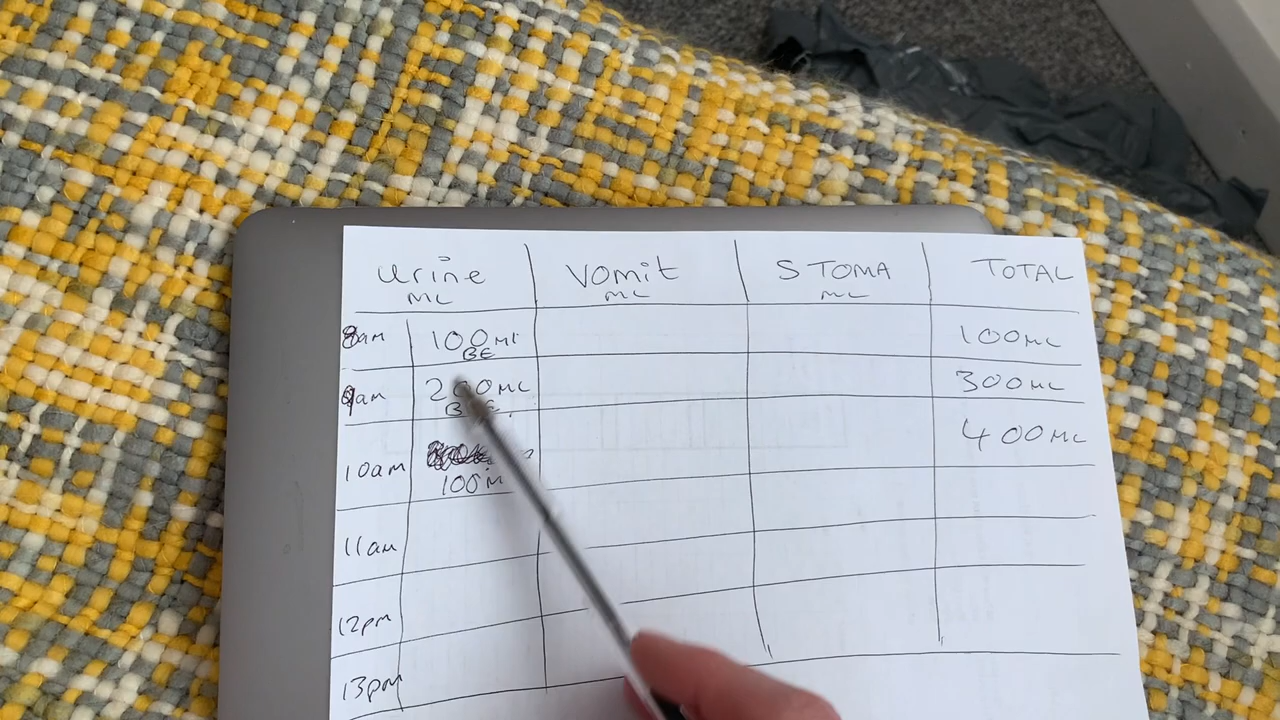 urine VOMIT STOMA TOTAL
ML ML ML
8am 100ml 100ML
BE
9am 200ML 300ML
10am 400ML
100M
11am
12pm
13pm